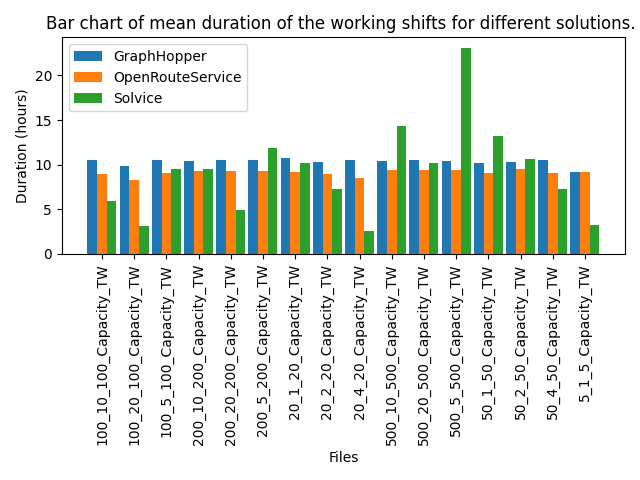 Bar chart of mean duration of the working shifts for different solutions.
GraphHopper
OpenRouteService
Solvice
Duration (hours)
20
15
10
5
0
100_10_100_Capacity_TW
100_20_100_Capacity_TW
100_5_100_Capacity_TW
200_10_200_Capacity_TW
200_20_200_Capacity_TW
200_5_200_Capacity_TW
20_1_20_Capacity_TW
20_2_20_Capacity_TW
20_4_20_Capacity_TW
500_10_500_Capacity_TW
500_20_500_Capacity_TW
500_5_500_Capacity_TW
50_1_50_Capacity_TW
50_2_50_Capacity_TW
50_4_50_Capacity_TW
5_1_5_Capacity_TW
Files